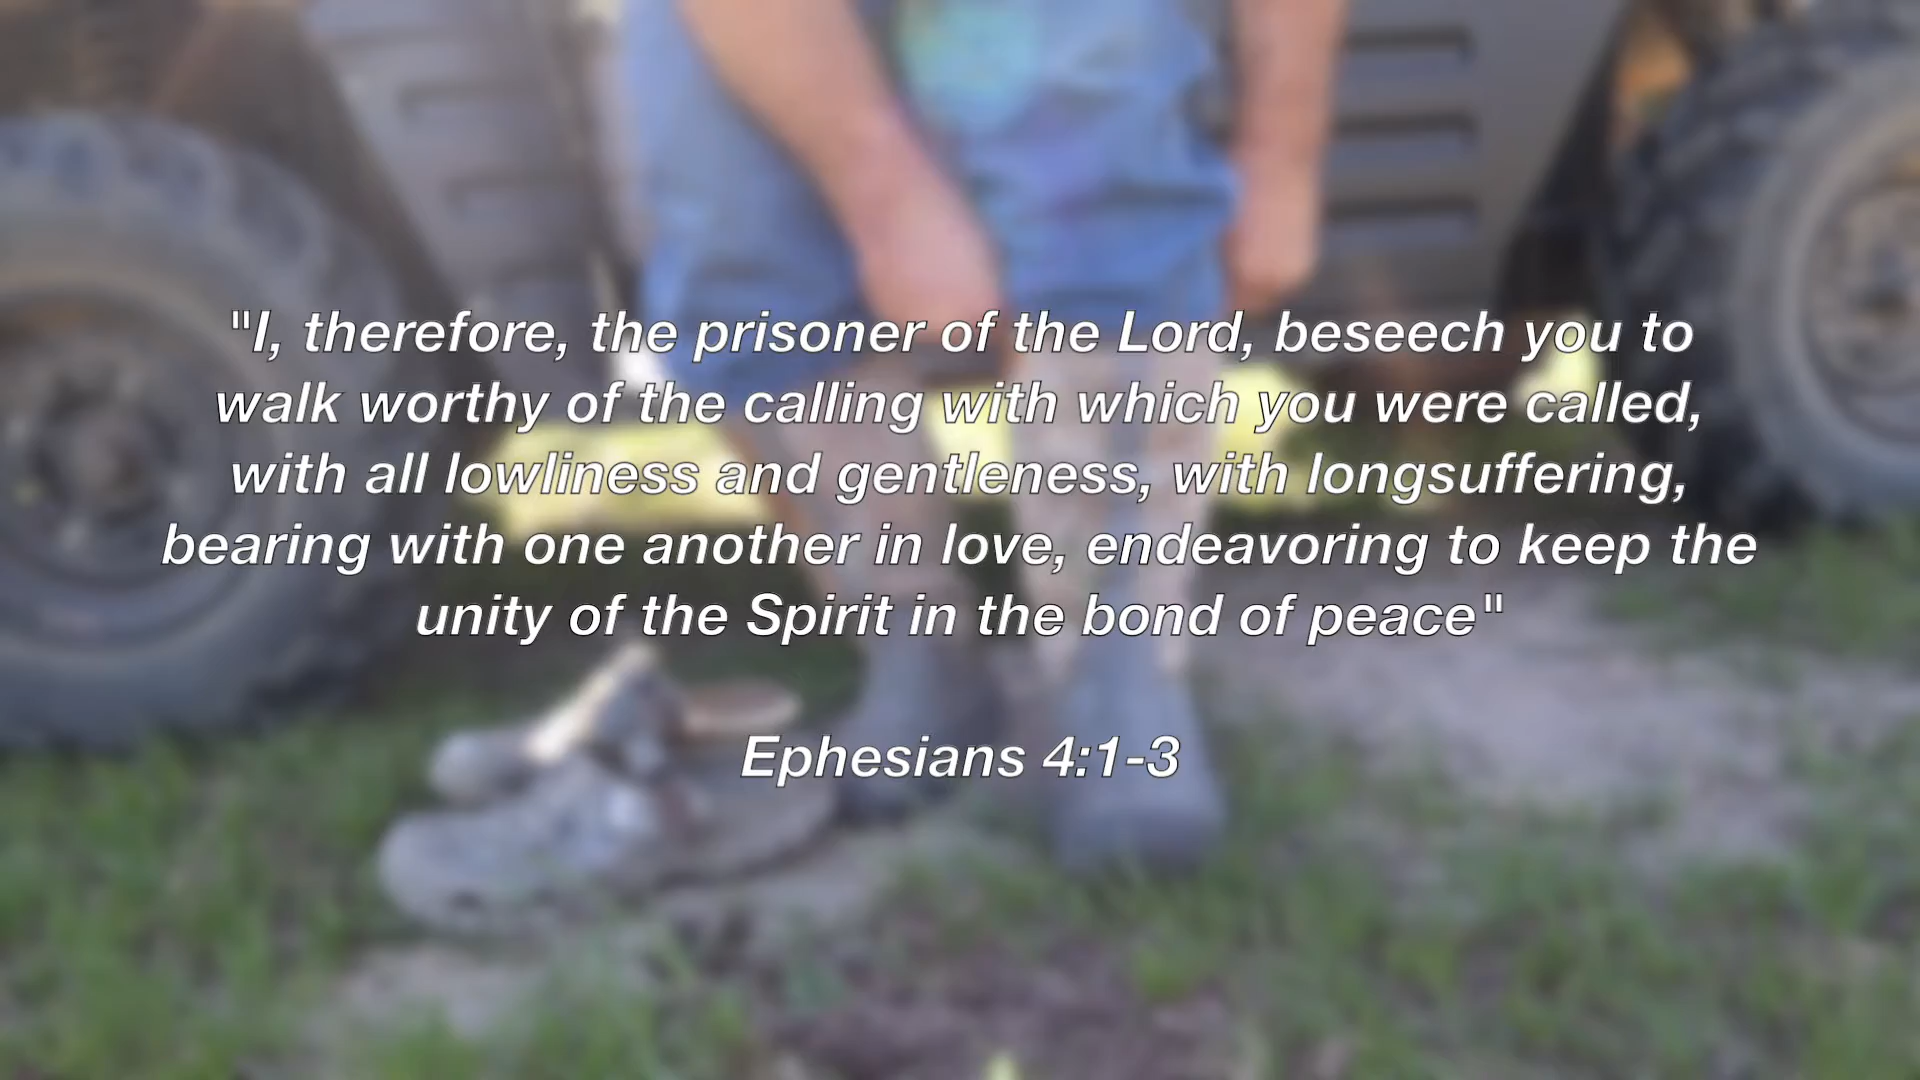 "I, therefore, the prisoner of the Lord, beseech you to
walk worthy of the calling with which you were called,
with all lowliness and gentleness, with longsuffering,
bearing with one another in love, endeavoring to keep the
unity of the Spirit in the bond of peace"
Ephesians 4:1-3